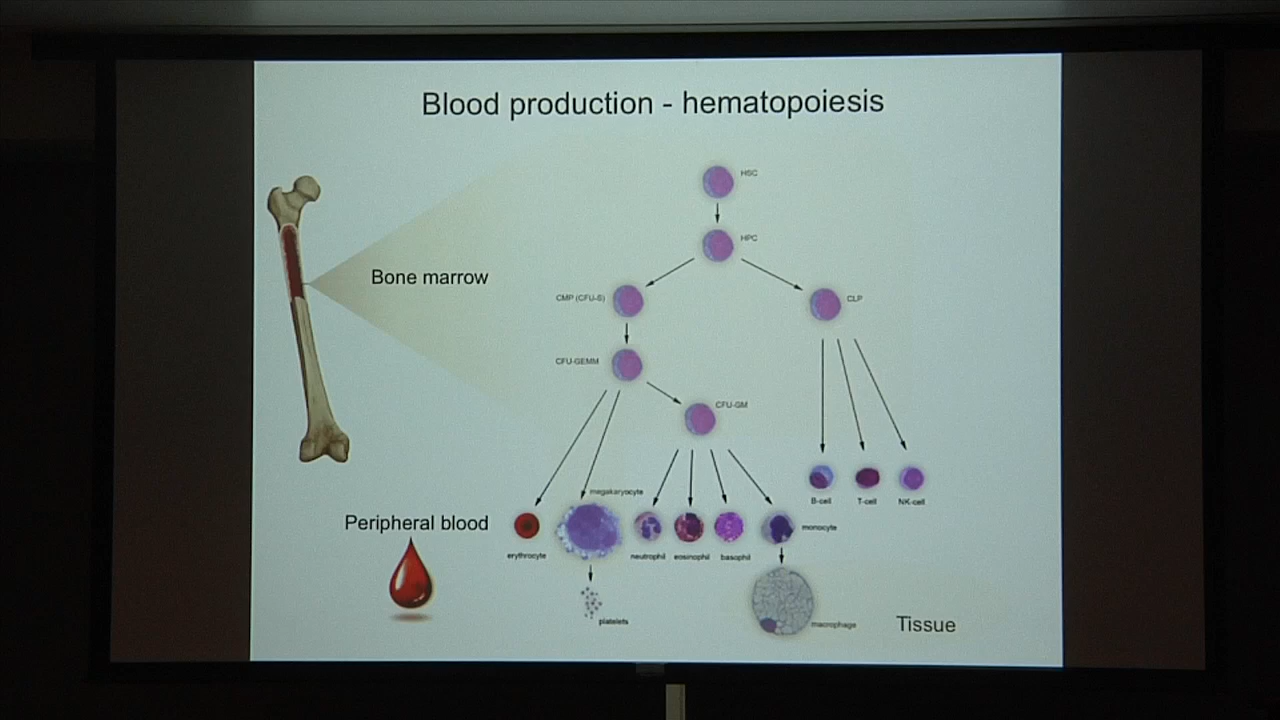 Blood production - hematopoiesis
HSC
HPC
Bone marrow
CMP (CFU-S)
CLP
CFU-GEMM
CFU-GM
megakaryocyte
B-cell
T-cell
NK-cell
Peripheral blood
monocyte
erythrocyte
neutrophil
eosinophil
basophil
platelets
macrophage
Tissue